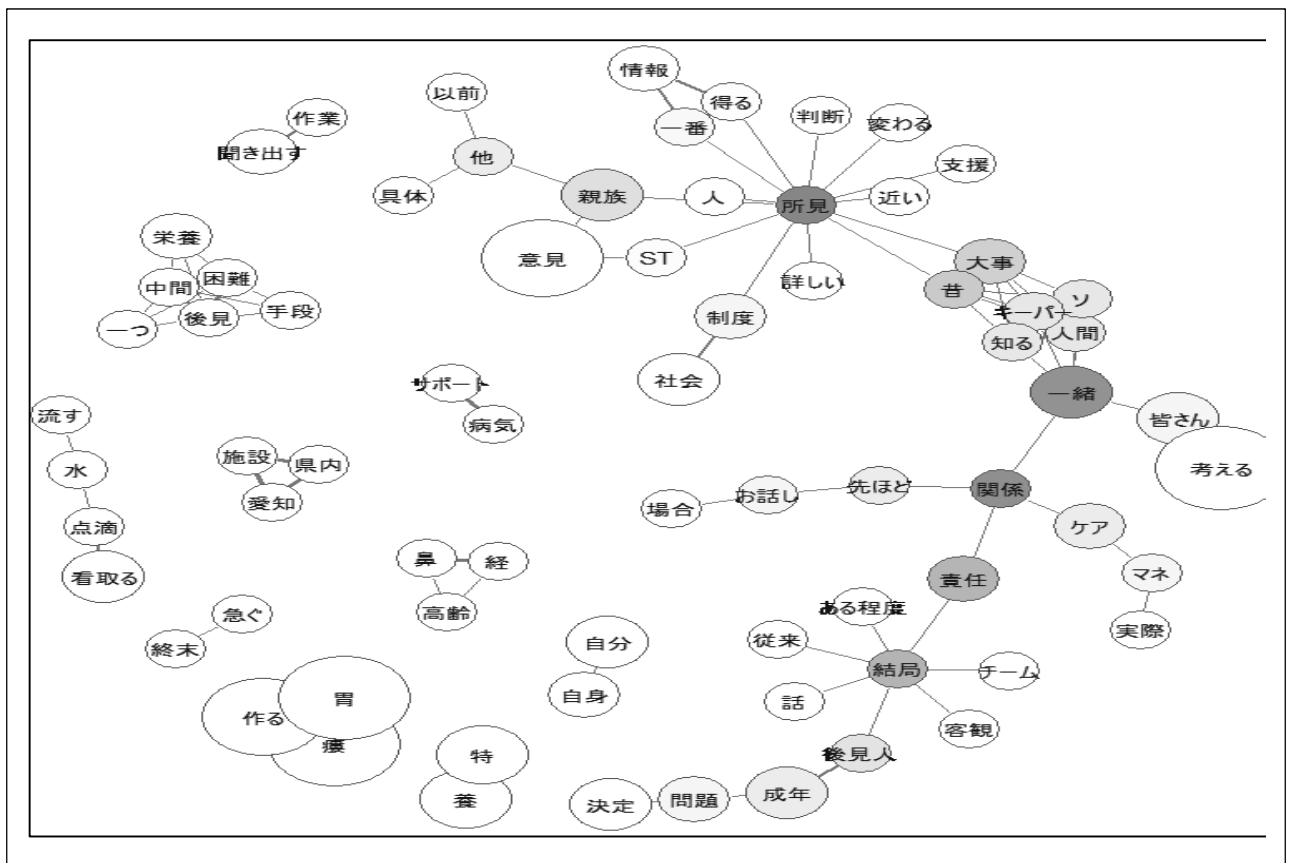 情報
以前
得る
作業
一番
判断
変わる
聞き出す
他
支援
具体
親族
人
所見
近い
栄養
意見
ST
大事
困難
詳しい
中間
昔
ソ
手段
キーパー
一つ
後見
制度
知る
人間
サポート
社会
一緒
流す
病気
皆さん
施設
県内
水
考える
愛知
お話し
先ほど
関係
場合
点滴
ケア
鼻
経
看取る
責任
マネ
高齢
ある程度
急ぐ
実際
終末
自分
従来
結局
チーム
胃
自身
話
作る
客観
瘻
特
後見人
養
決定
問題
成年